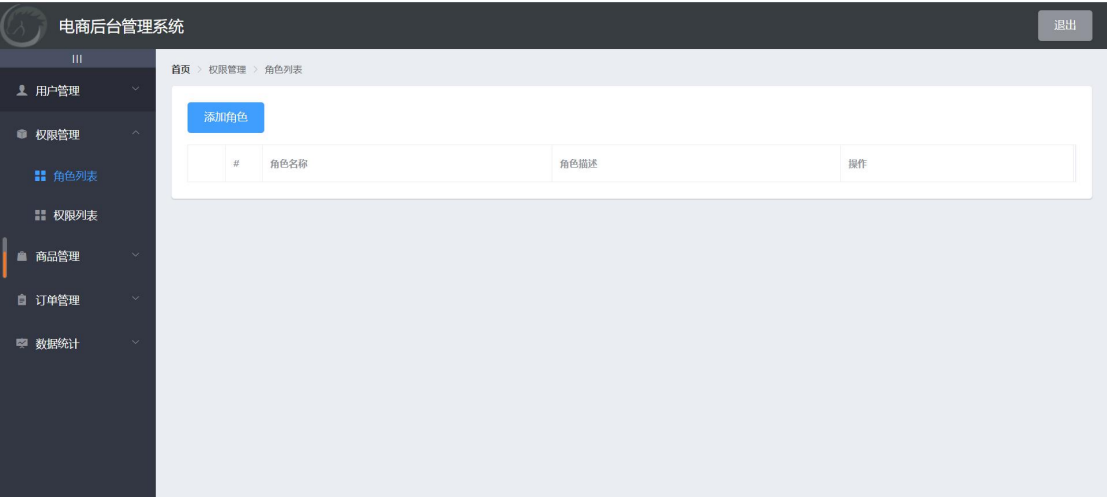 电商后台管理系统
退出
|||
首页 > 权限管理 > 角色列表
用户管理
添加角色
权限管理
# 角色名称 角色描述 操作
角色列表
权限列表
商品管理
订单管理
数据统计